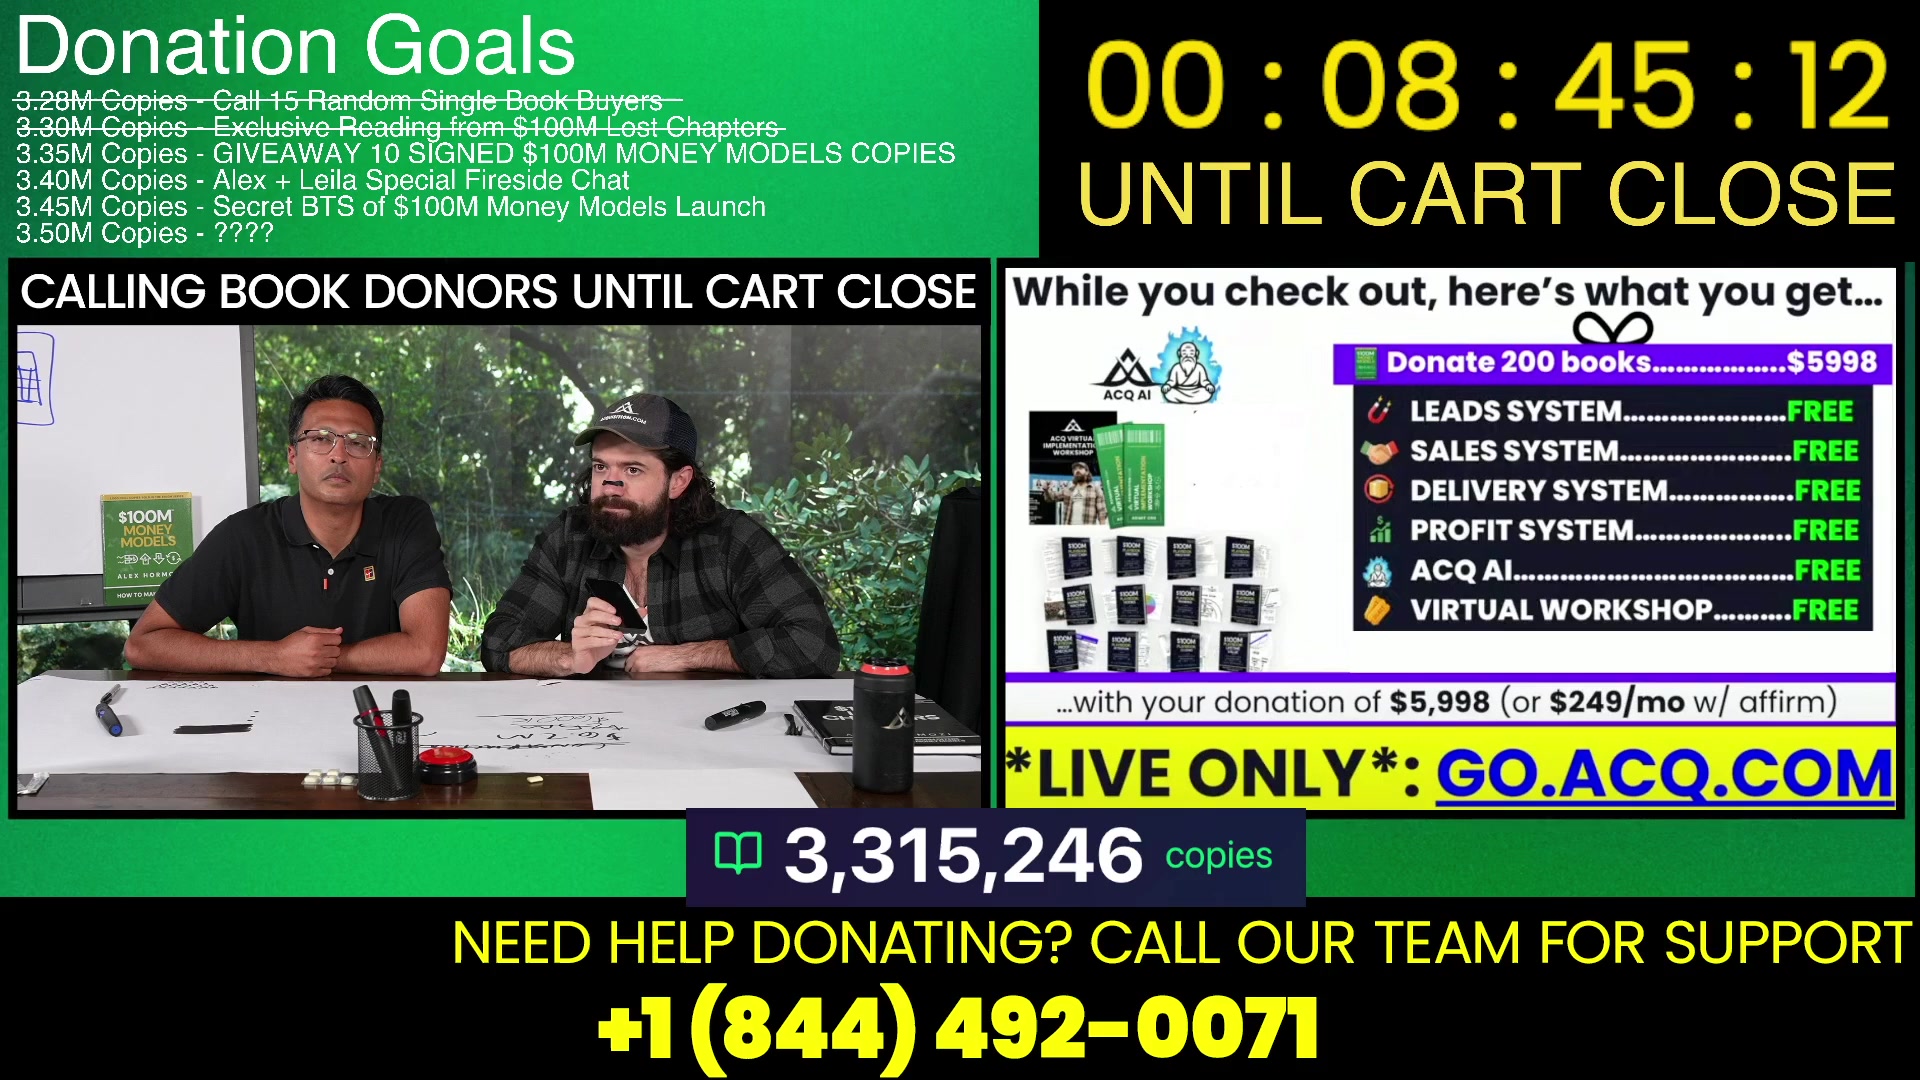 Donation Goals
3.28M Copies - Call 15 Random Single Book Buyers
3.30M Copies - Exclusive Reading from $100M Lost Chapters
3.35M Copies - GIVEAWAY 10 SIGNED $100M MONEY MODELS COPIES
3.40M Copies - Alex + Leila Special Fireside Chat
3.45M Copies - Secret BTS of $100M Money Models Launch
3.50M Copies - ????
00 : 08 : 45 : 12
UNTIL CART CLOSE
CALLING BOOK DONORS UNTIL CART CLOSE
$100M
MONEY
MODELS
ACQUISITION.COM
While you check out, here's what you get...
ACQ AI
ACQ VIRTUAL
IMPLEMENTATION
WORKSHOP
Donate 200 books..................$5998
LEADS SYSTEM........................FREE
SALES SYSTEM.........................FREE
DELIVERY SYSTEM.................FREE
PROFIT SYSTEM......................FREE
ACQ AI.......................................FREE
VIRTUAL WORKSHOP...........FREE
...with your donation of $5,998 (or $249/mo w/ affirm)
*LIVE ONLY*: GO.ACQ.COM
3,315,246 copies
NEED HELP DONATING? CALL OUR TEAM FOR SUPPORT
+1 (844) 492-0071